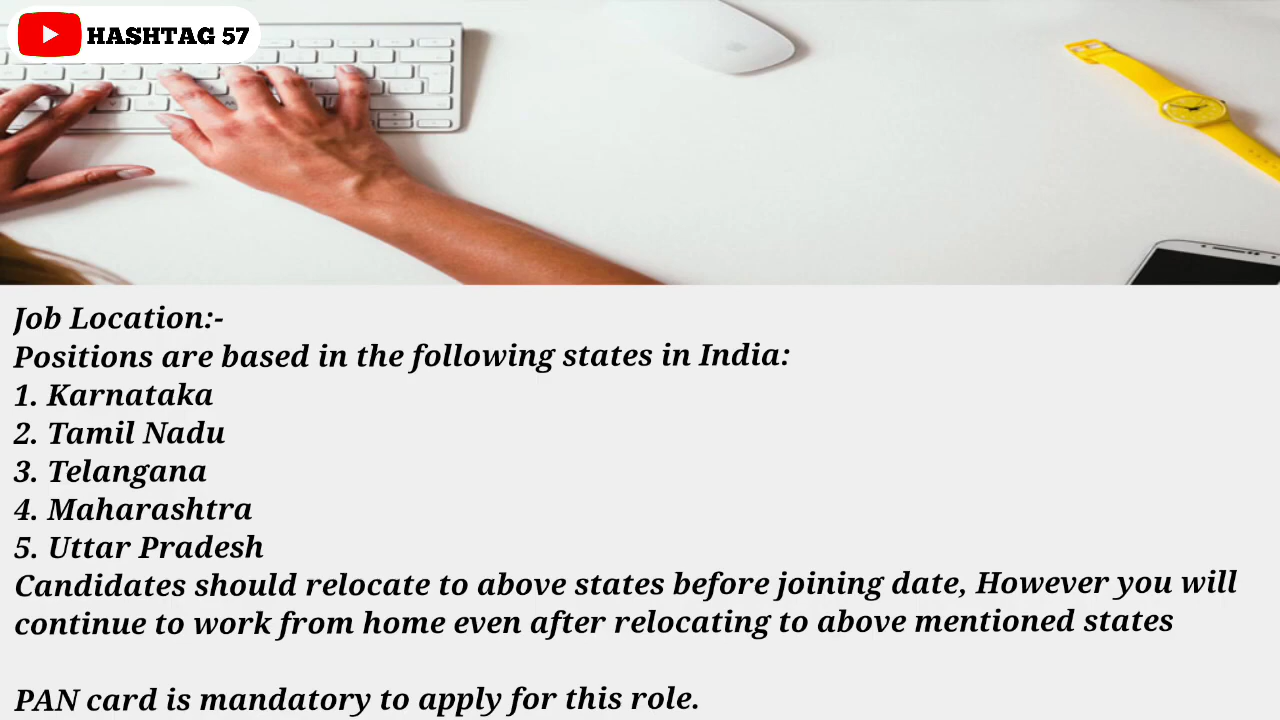 HASHTAG 57
Job Location:-
Positions are based in the following states in India:
1. Karnataka
2. Tamil Nadu
3. Telangana
4. Maharashtra
5. Uttar Pradesh
Candidates should relocate to above states before joining date, However you will
continue to work from home even after relocating to above mentioned states
PAN card is mandatory to apply for this role.